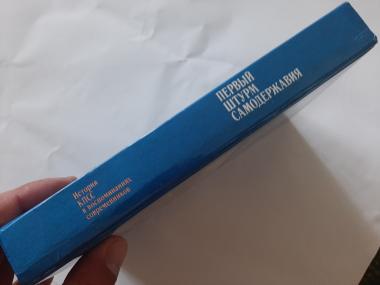 История
КПСС
в воспоминаниях
современников
ПЕРВЫЙ
ШТУРМ
САМОДЕРЖАВИЯ